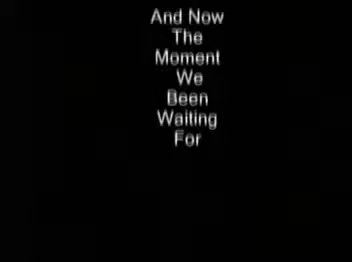 And Now
The
Moment
We
Been
Waiting
For